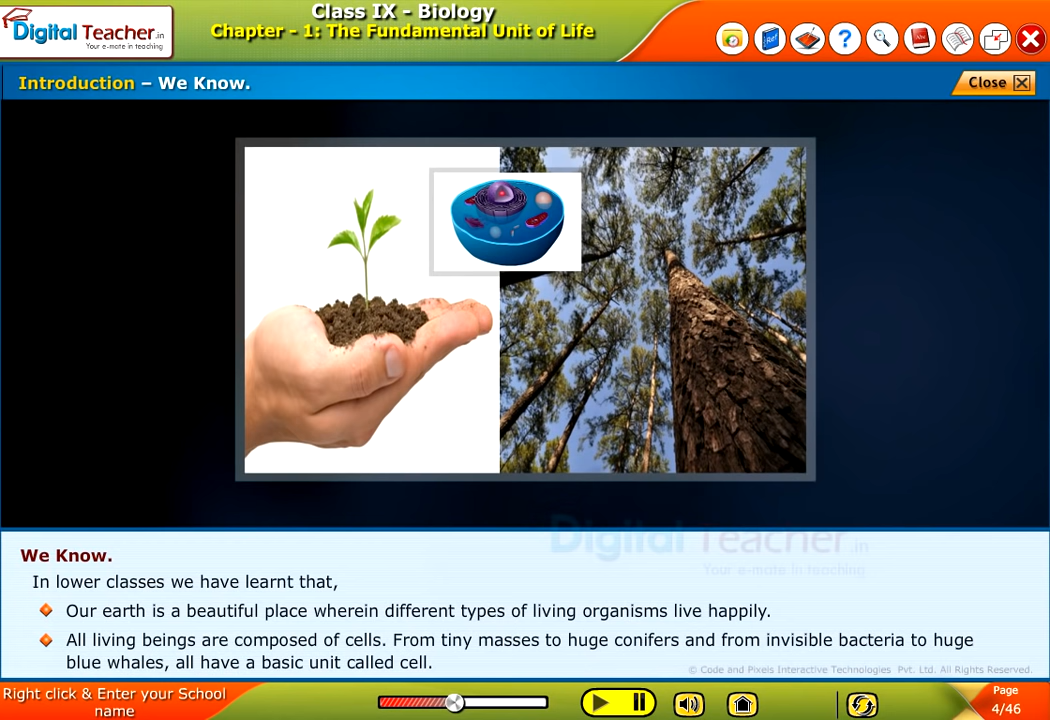 Class IX - Biology
Chapter - 1: The Fundamental Unit of Life
Digital Teacher.in
Your e-mate in teaching
Ref
?
Introduction – We Know.
Close
Digital Teacher.in
Your e-mate in teaching
We Know.
In lower classes we have learnt that,
Our earth is a beautiful place wherein different types of living organisms live happily.
All living beings are composed of cells. From tiny masses to huge conifers and from invisible bacteria to huge
blue whales, all have a basic unit called cell.
© Code and Pixels Interactive Technologies Pvt. Ltd. All Rights Reserved.
Right click & Enter your School
name
Page
4/46